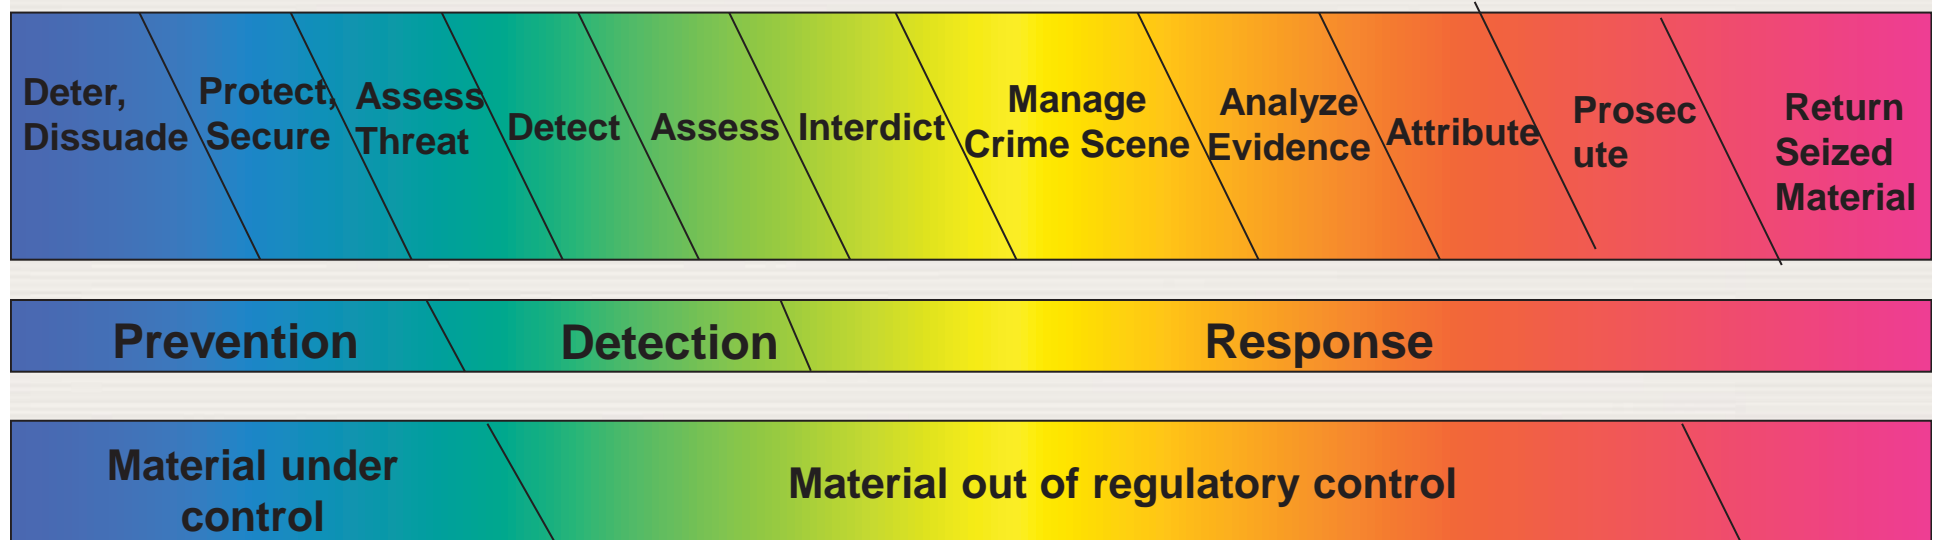 Deter,
Dissuade
Protect,
Secure
Assess
Threat
Detect
Assess
Interdict
Manage
Crime Scene
Analyze
Evidence
Attribute
Prosec
ute
Return
Seized
Material
Prevention
Detection
Response
Material under
control
Material out of regulatory control